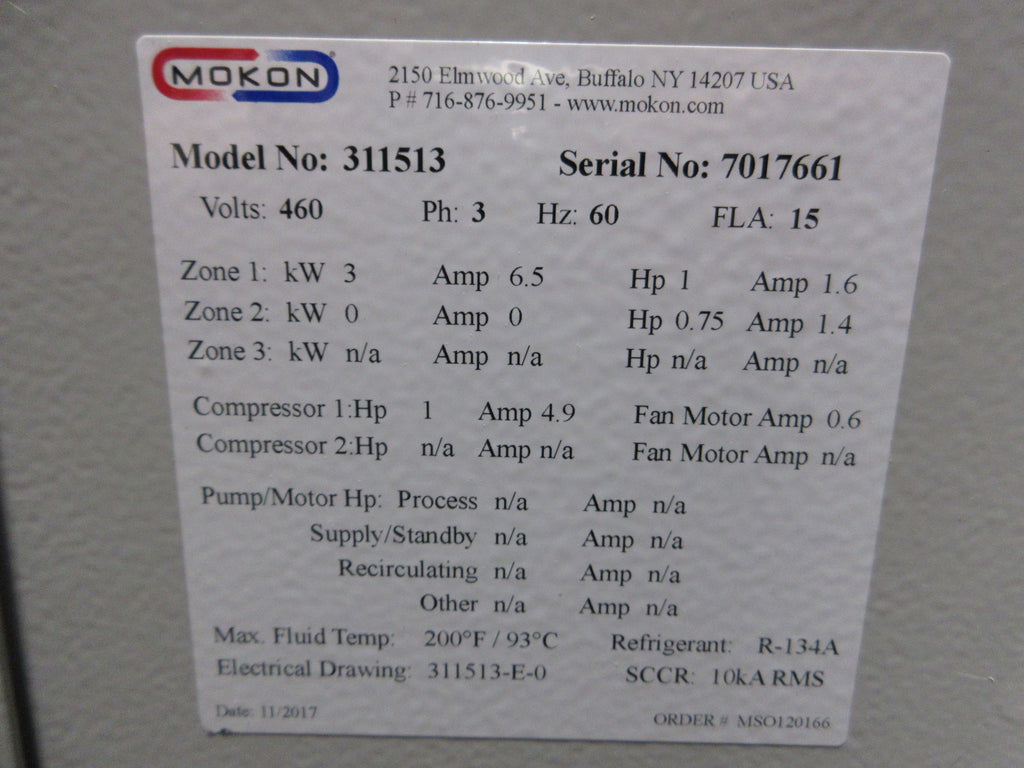 MOKON
2150 Elmwood Ave, Buffalo NY 14207 USA
P # 716-876-9951 - www.mokon.com
Model No: 311513 Serial No: 7017661
Volts: 460 Ph: 3 Hz: 60 FLA: 15
Zone 1: kW 3 Amp 6.5 Hp 1 Amp 1.6
Zone 2: kW 0 Amp 0 Hp 0.75 Amp 1.4
Zone 3: kW n/a Amp n/a Hp n/a Amp n/a
Compressor 1:Hp 1 Amp 4.9 Fan Motor Amp 0.6
Compressor 2:Hp n/a Amp n/a Fan Motor Amp n/a
Pump/Motor Hp: Process n/a Amp n/a
Supply/Standby n/a Amp n/a
Recirculating n/a Amp n/a
Other n/a Amp n/a
Max. Fluid Temp: 200°F / 93°C Refrigerant: R-134A
Electrical Drawing: 311513-E-0 SCCR: 10kA RMS
Date: 11/2017 ORDER # MSO120166